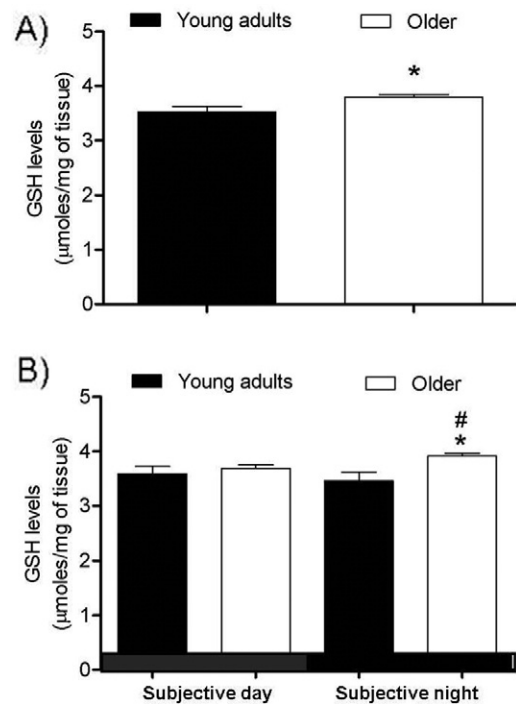 A)
Young adults
Older
GSH levels
(μmoles/mg of tissue)
5
4
3
2
1
0
*
B)
Young adults
Older
GSH levels
(μmoles/mg of tissue)
5
4
3
2
1
0
#
*
Subjective day
Subjective night